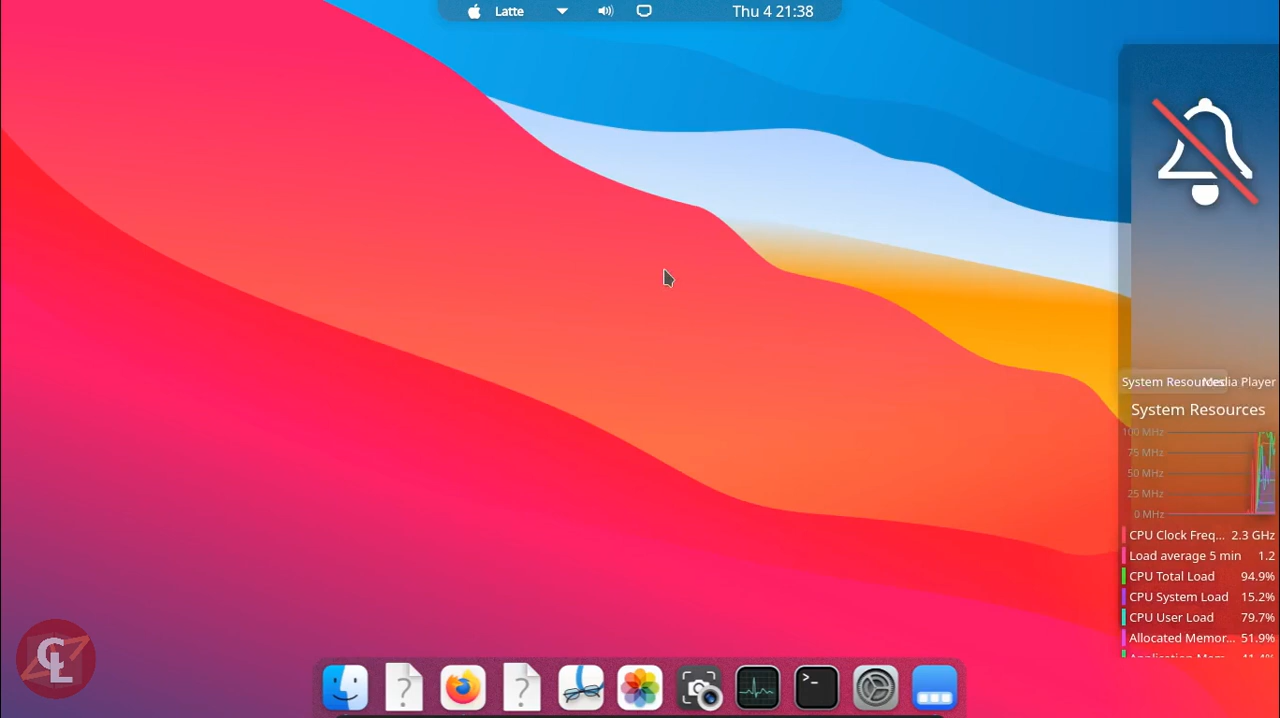 Latte
Thu 4 21:38
System Resources
Media Player
System Resources
100 MHz
75 MHz
50 MHz
25 MHz
0 MHz
CPU Clock Freq... 2.3 GHz
Load average 5 min 1.2
CPU Total Load 94.9%
CPU System Load 15.2%
CPU User Load 79.7%
Allocated Memor... 51.9%
? ? >_
CL